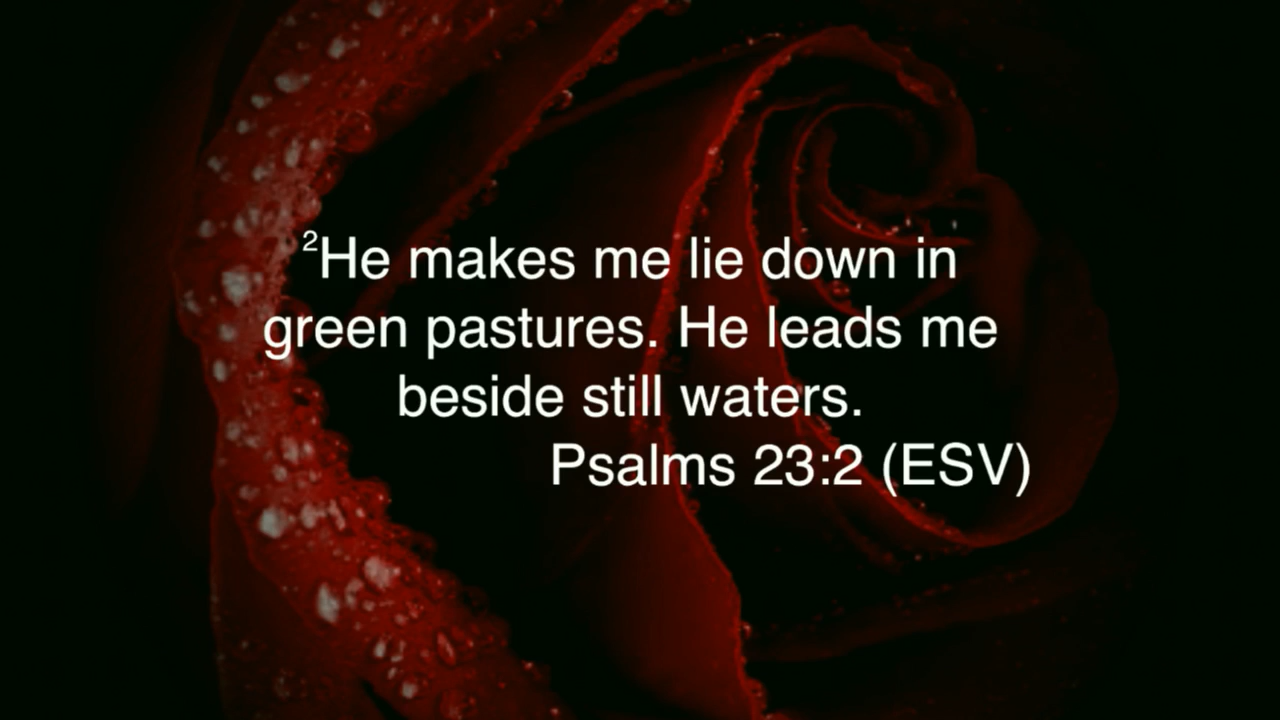 ²He makes me lie down in
green pastures. He leads me
beside still waters.
Psalms 23:2 (ESV)